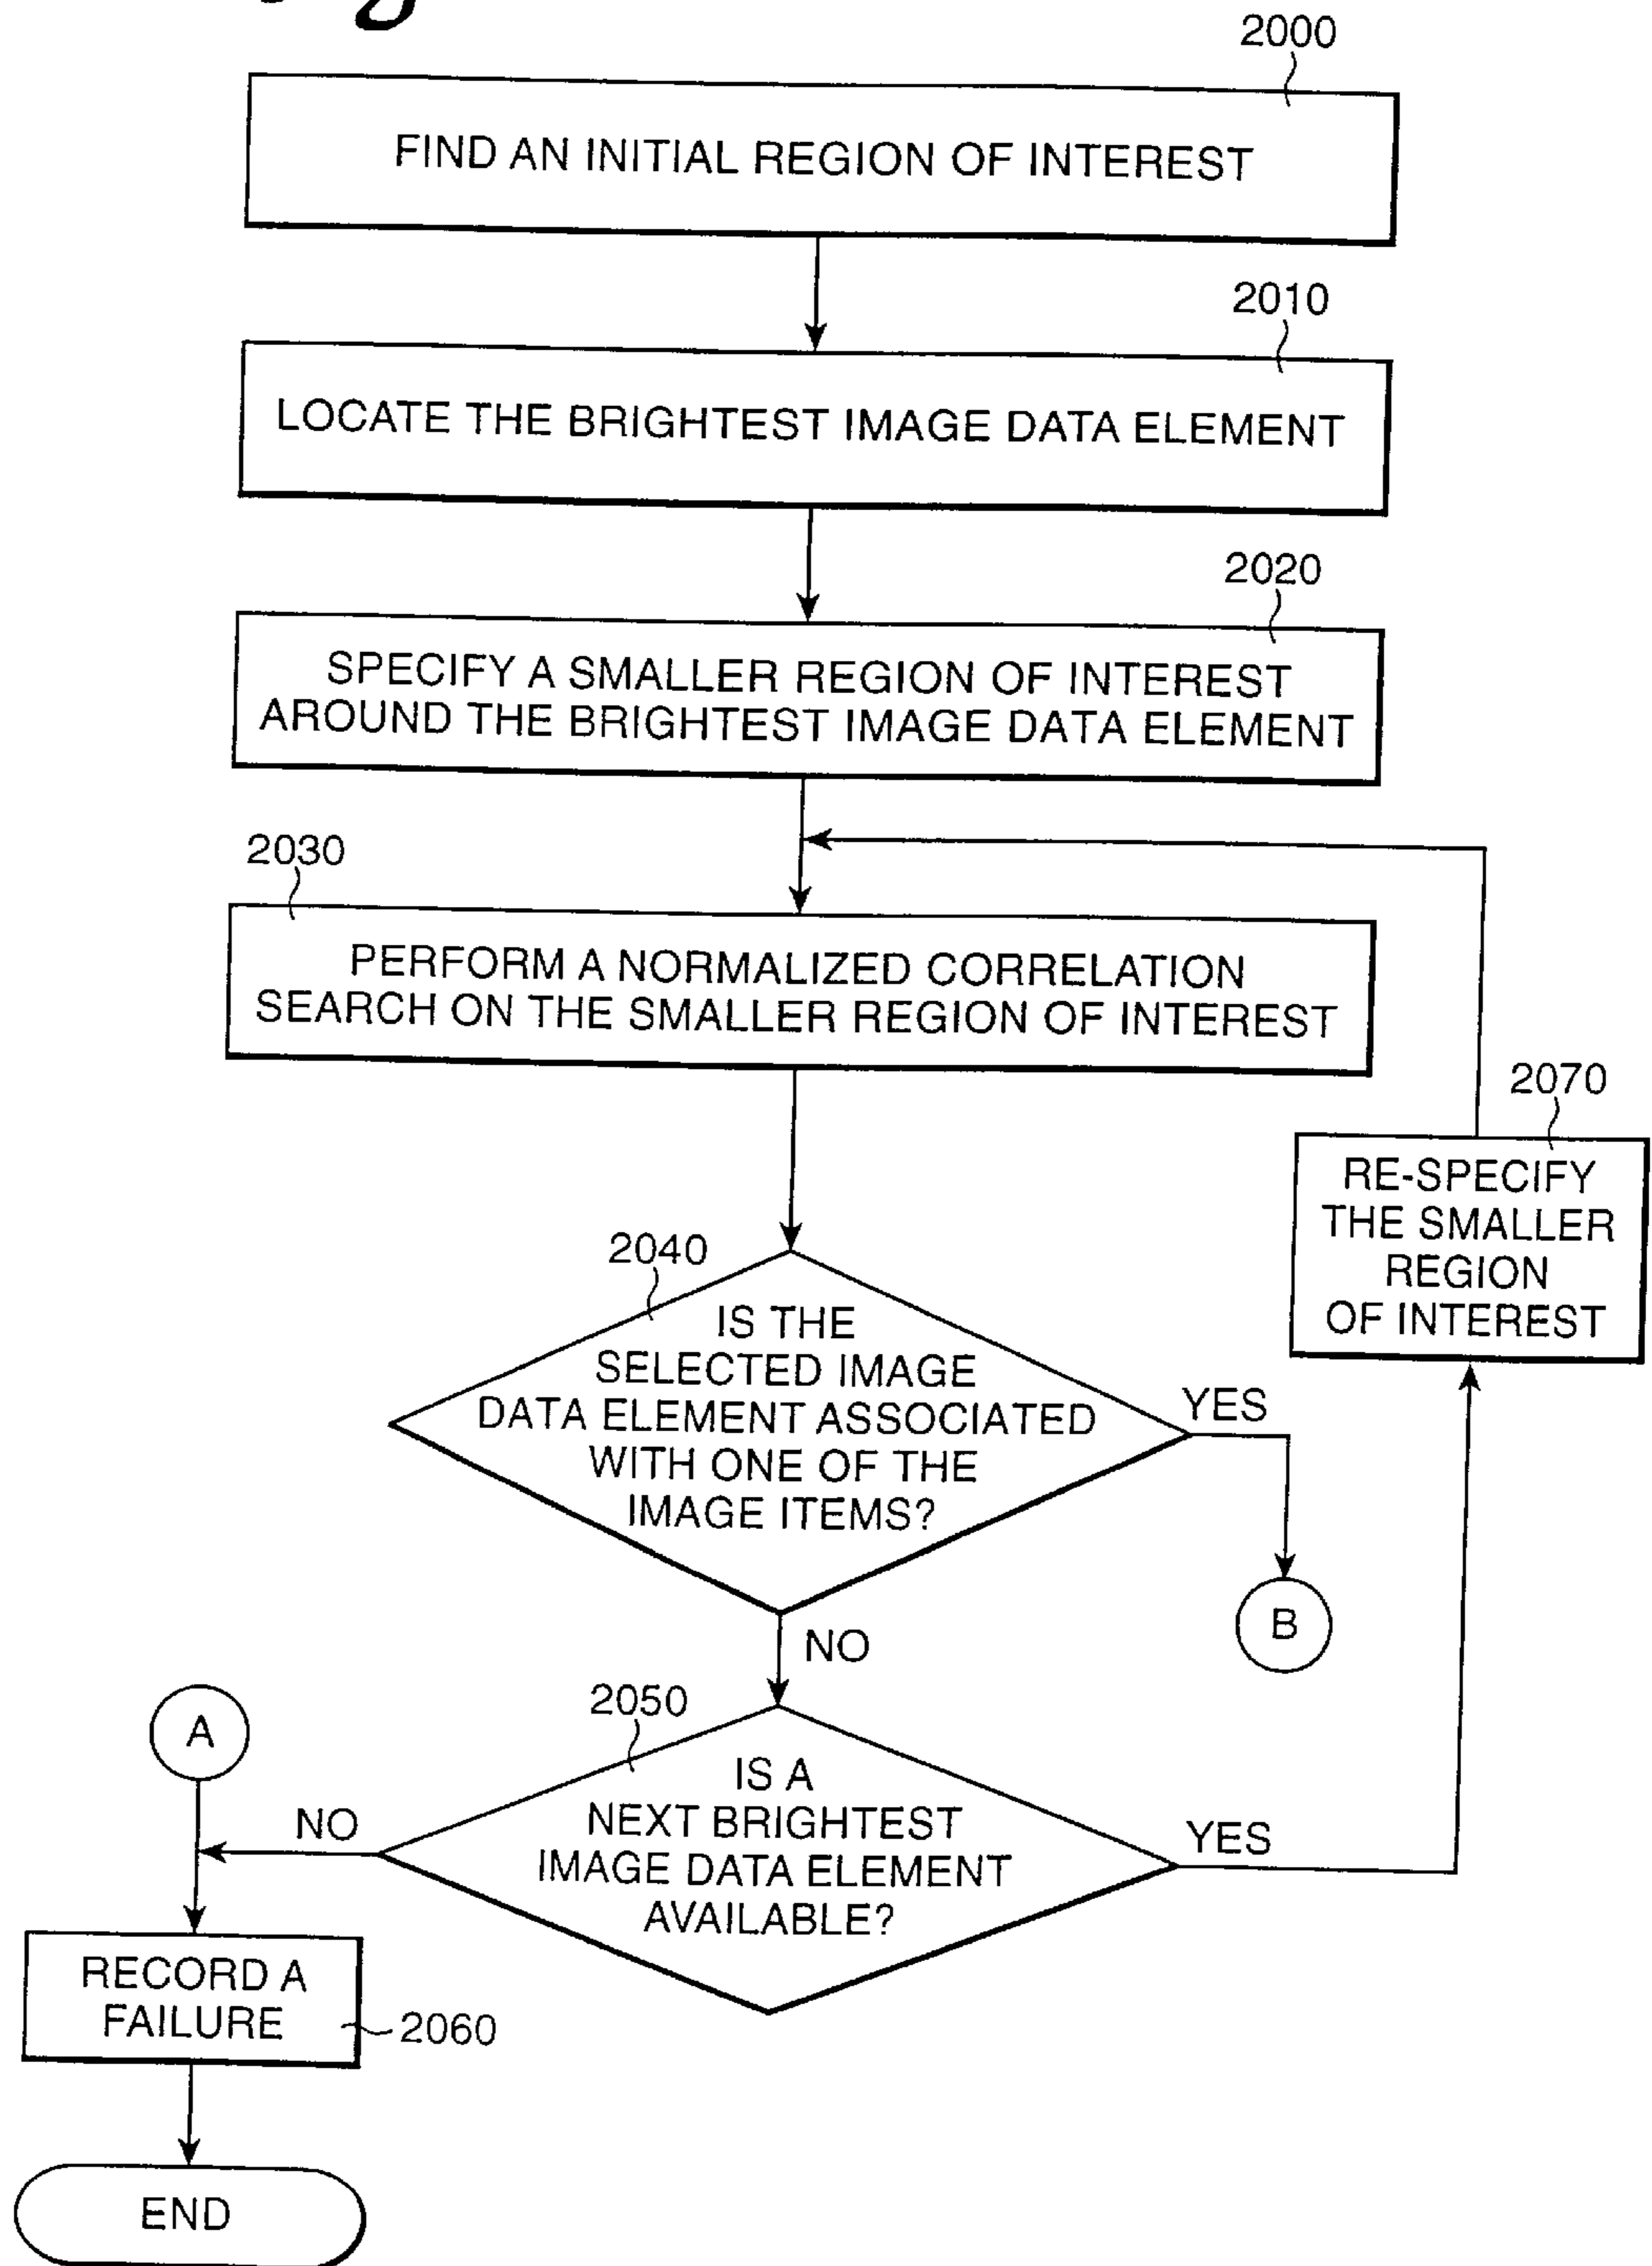 2000
FIND AN INITIAL REGION OF INTEREST
2010
LOCATE THE BRIGHTEST IMAGE DATA ELEMENT
2020
SPECIFY A SMALLER REGION OF INTEREST
AROUND THE BRIGHTEST IMAGE DATA ELEMENT
2030
PERFORM A NORMALIZED CORRELATION
SEARCH ON THE SMALLER REGION OF INTEREST
2070
RE-SPECIFY
THE SMALLER
REGION
OF INTEREST
2040
IS THE
SELECTED IMAGE
DATA ELEMENT ASSOCIATED
WITH ONE OF THE
IMAGE ITEMS?
YES
B
NO
2050
A
IS A
NEXT BRIGHTEST
IMAGE DATA ELEMENT
AVAILABLE?
NO
YES
RECORD A
FAILURE
2060
END